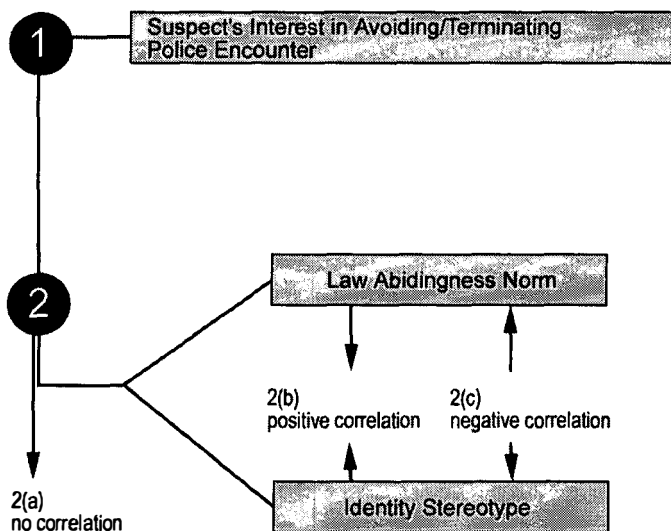 1
Suspect's Interest in Avoiding/Terminating
Police Encounter
2
Law Abidingness Norm
2(b)
positive correlation
2(c)
negative correlation
2(a)
no correlation
Identity Stereotype